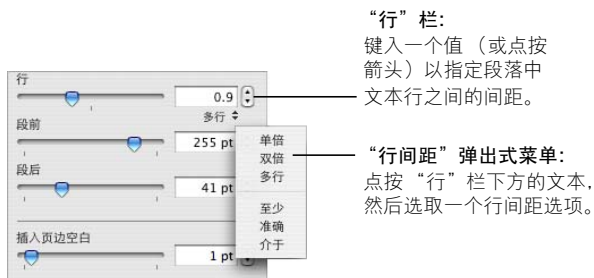 “行”栏:
键入一个值（或点按
箭头）以指定段落中
文本行之间的间距。
行
0.9
多行
段前
255 pt
段后
41 pt
插入页边空白
1 pt
单倍
双倍
多行
至少
准确
介于
“行间距”弹出式菜单:
点按“行”栏下方的文本，
然后选取一个行间距选项。